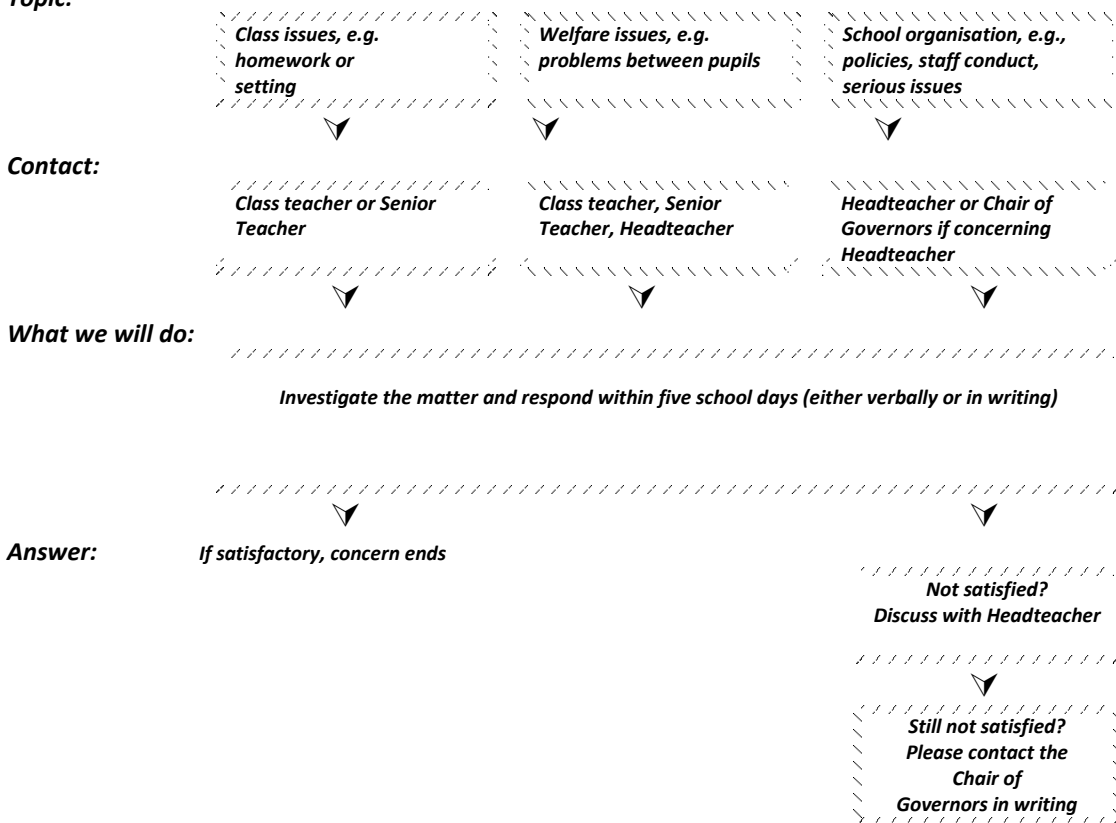 Topic:
Class issues, e.g.
homework or
setting
Welfare issues, e.g.
problems between pupils
School organisation, e.g.,
policies, staff conduct,
serious issues
Contact:
Class teacher or Senior
Teacher
Class teacher, Senior
Teacher, Headteacher
Headteacher or Chair of
Governors if concerning
Headteacher
What we will do:
Investigate the matter and respond within five school days (either verbally or in writing)
Answer:
If satisfactory, concern ends
Not satisfied?
Discuss with Headteacher
Still not satisfied?
Please contact the
Chair of
Governors in writing